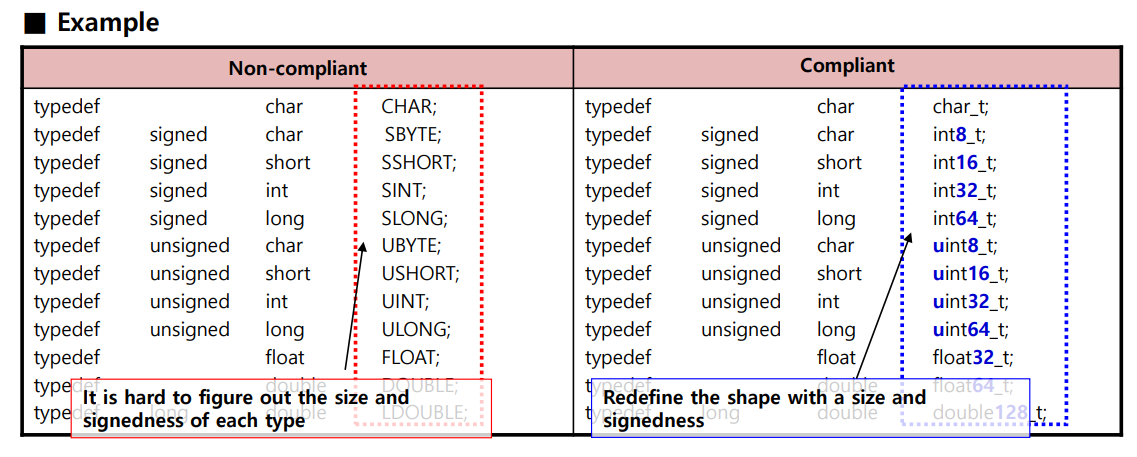 ■ Example
Non-compliant
typedef char CHAR;
typedef signed char SBYTE;
typedef signed short SSHORT;
typedef signed int SINT;
typedef signed long SLONG;
typedef unsigned char UBYTE;
typedef unsigned short USHORT;
typedef unsigned int UINT;
typedef unsigned long ULONG;
typedef float FLOAT;
typedef double DOUBLE;
typedef long double LDOUBLE;
It is hard to figure out the size and
signedness of each type
Compliant
typedef char char_t;
typedef signed char int8_t;
typedef signed short int16_t;
typedef signed int int32_t;
typedef signed long int64_t;
typedef unsigned char uint8_t;
typedef unsigned short uint16_t;
typedef unsigned int uint32_t;
typedef unsigned long uint64_t;
typedef float float32_t;
typedef double float64_t;
typedef long double double128_t;
Redefine the shape with a size and
signedness